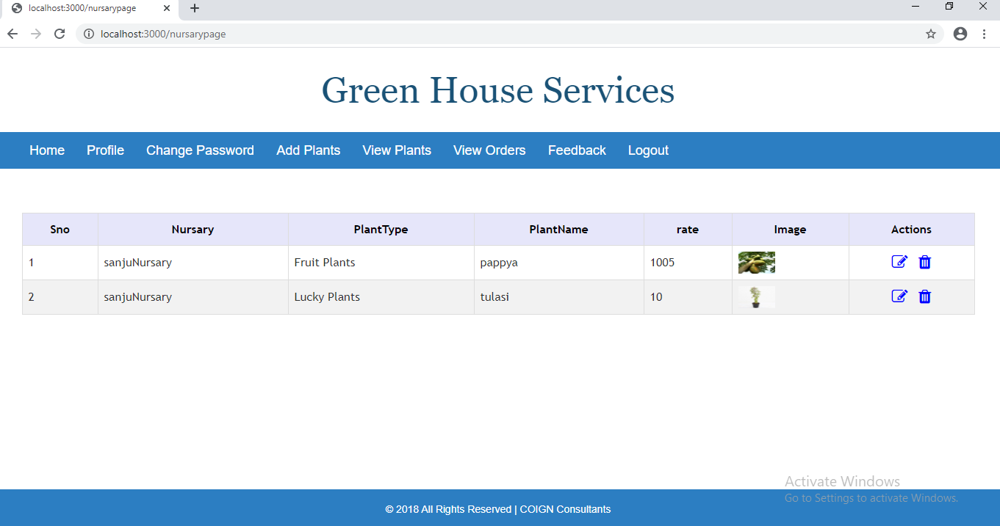 localhost:3000/nursarypage
localhost:3000/nursarypage
Green House Services
Home Profile Change Password Add Plants View Plants View Orders Feedback Logout
Sno Nursary PlantType PlantName rate Image Actions
1 sanjuNursary Fruit Plants pappya 1005
2 sanjuNursary Lucky Plants tulasi 10
Activate Windows
Go to Settings to activate Windows.
© 2018 All Rights Reserved | COIGN Consultants